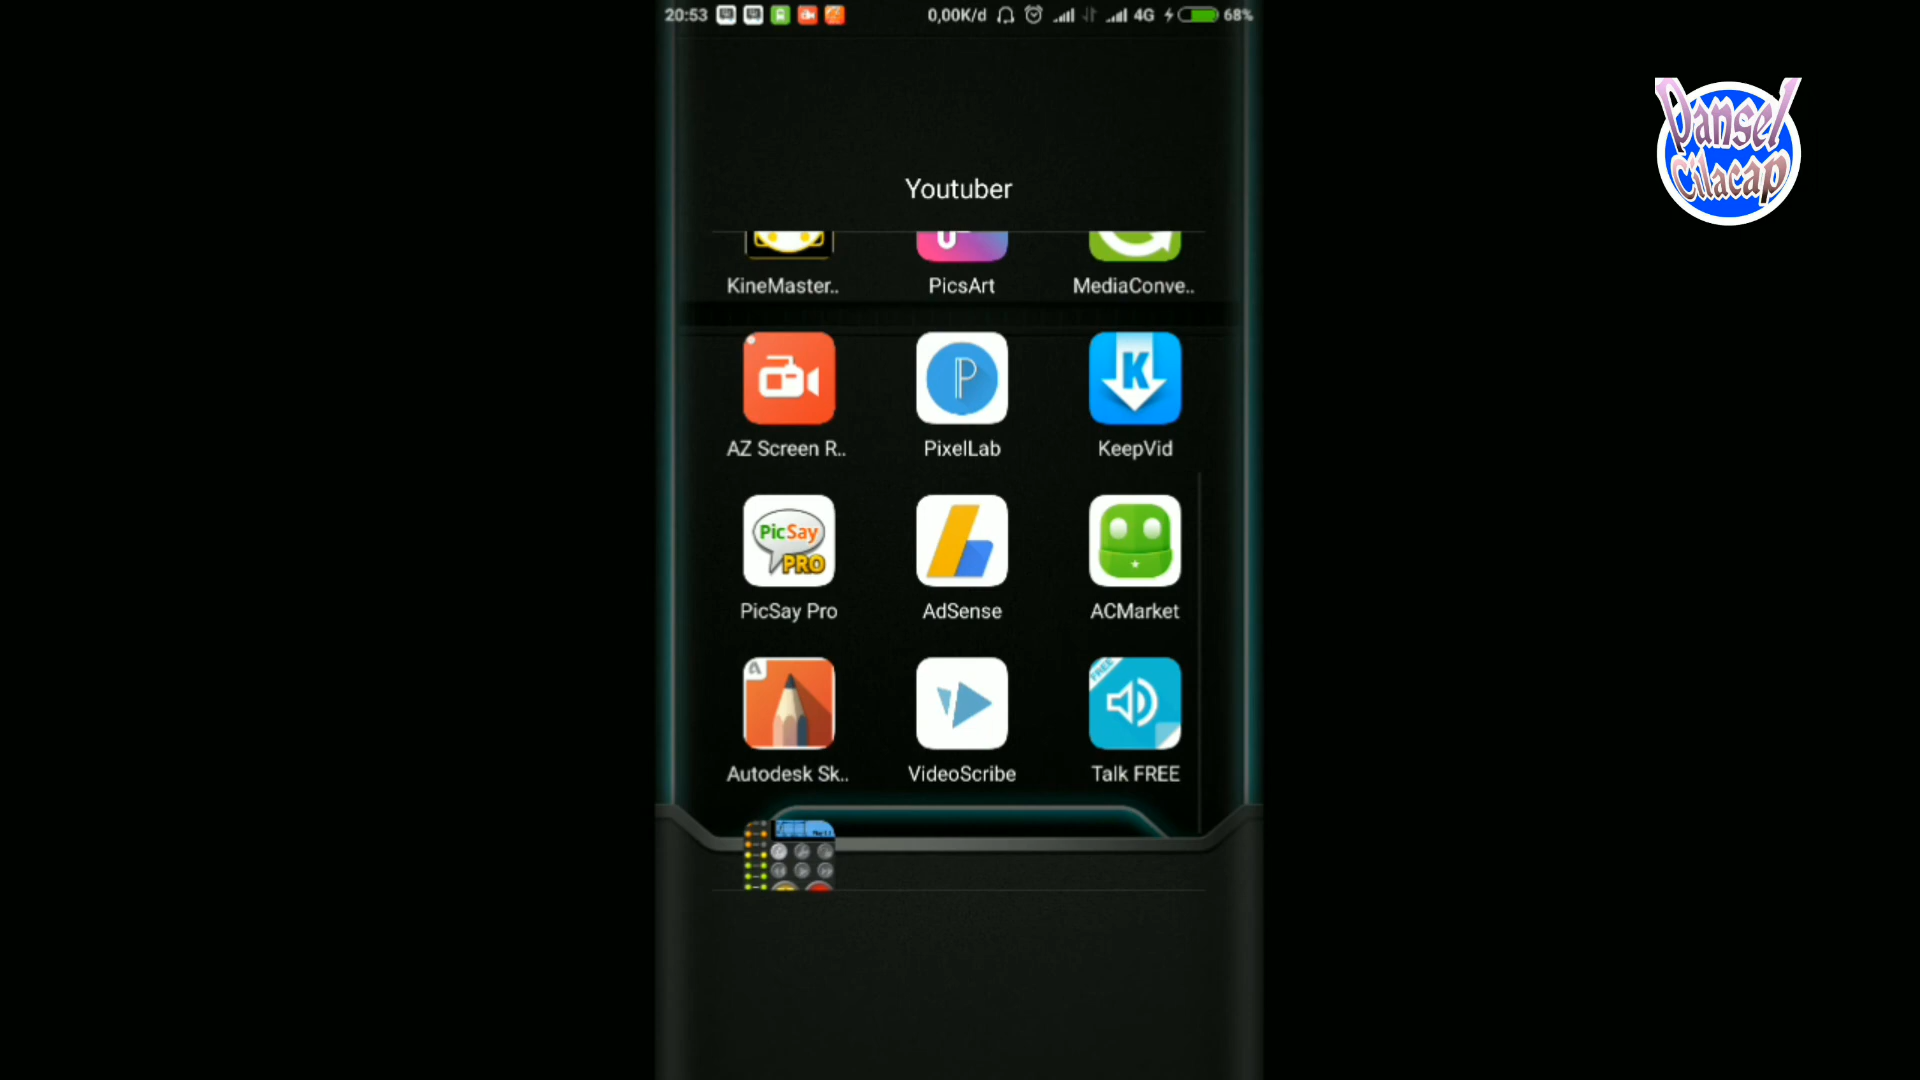 20:53 0,00K/d 4G 68%
Dansel
Cilacap
Youtuber
KineMaster.. PicsArt MediaConve..
K
AZ Screen R.. PixelLab KeepVid
PicSay
PRO
PicSay Pro AdSense ACMarket
A FREE
Autodesk Sk.. VideoScribe Talk FREE